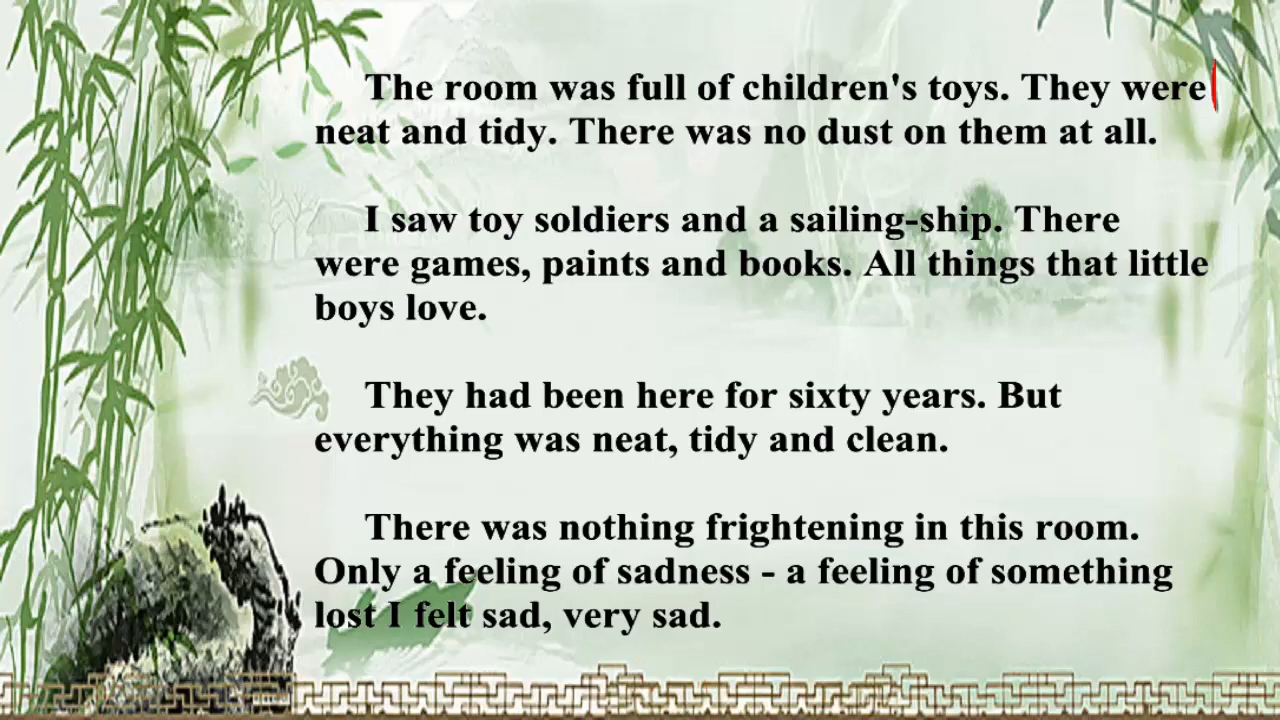 The room was full of children's toys. They were
neat and tidy. There was no dust on them at all.
I saw toy soldiers and a sailing-ship. There
were games, paints and books. All things that little
boys love.
They had been here for sixty years. But
everything was neat, tidy and clean.
There was nothing frightening in this room.
Only a feeling of sadness - a feeling of something
lost I felt sad, very sad.